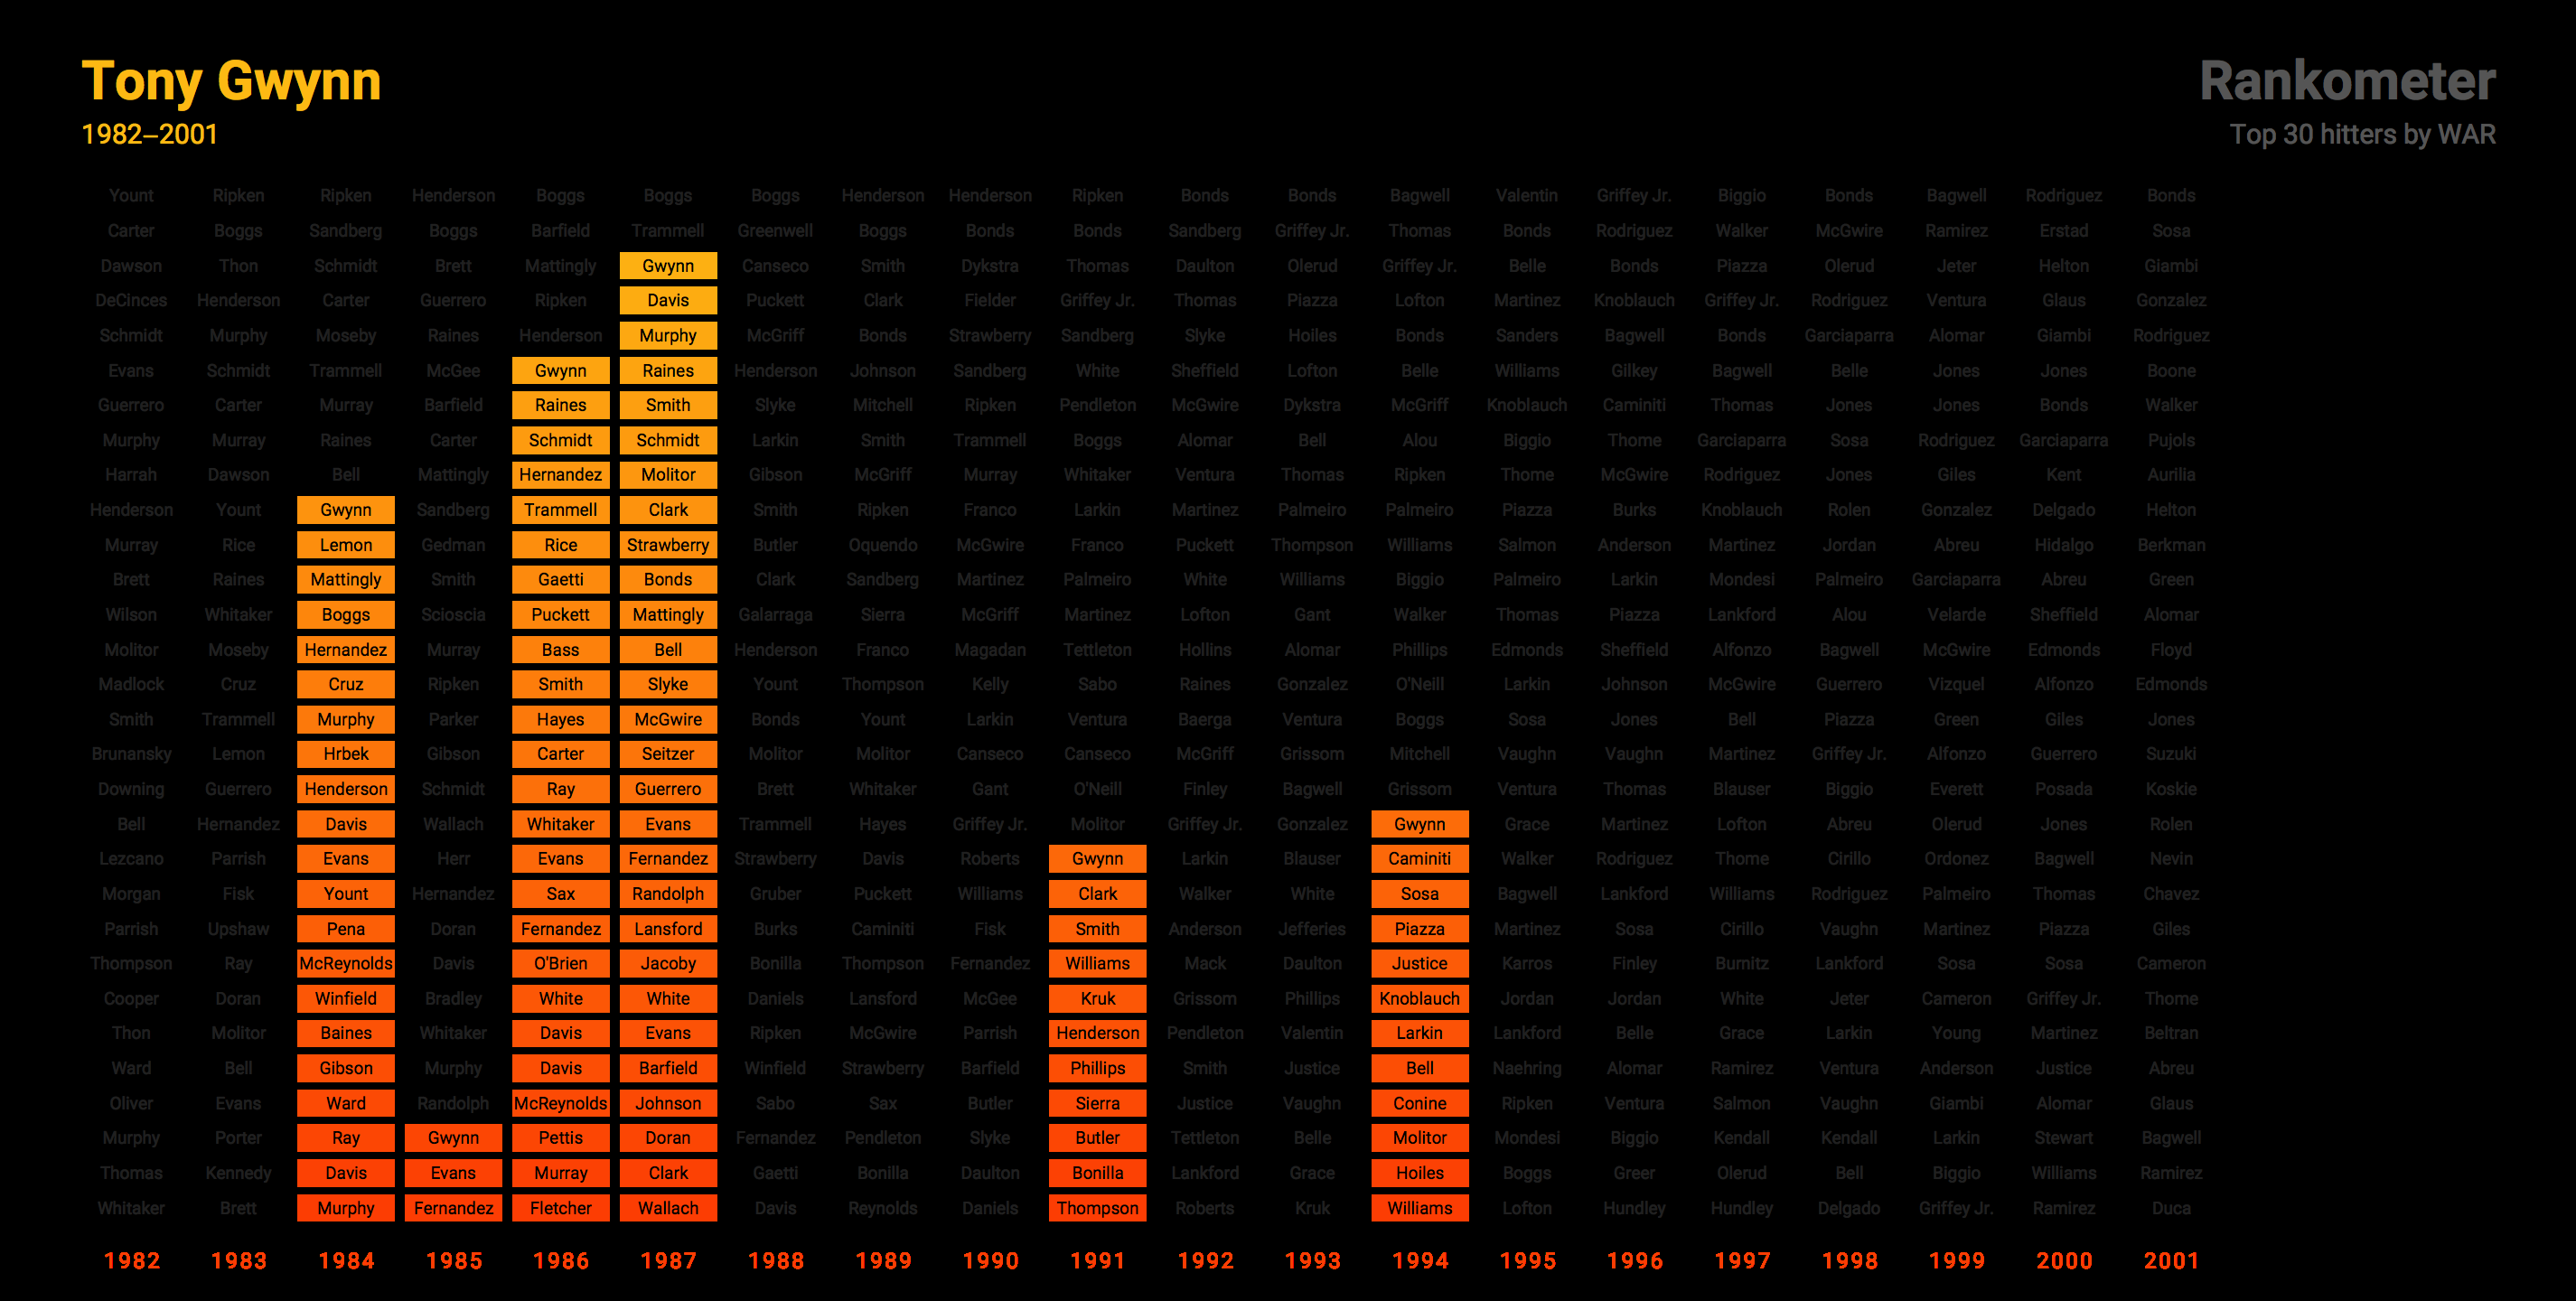 Tony Gwynn
1982–2001
Rankometer
Top 30 hitters by WAR
Yount Ripken Ripken Henderson Boggs Boggs Boggs Henderson Henderson Ripken Bonds Bonds Bagwell Valentin Griffey Jr. Biggio Bonds Bagwell Rodriguez Bonds
Carter Boggs Sandberg Boggs Barfield Trammell Greenwell Boggs Bonds Bonds Sandberg Griffey Jr. Thomas Bonds Rodriguez Walker McGwire Ramirez Erstad Sosa
Dawson Thon Schmidt Brett Mattingly Gwynn Canseco Smith Dykstra Thomas Daulton Olerud Griffey Jr. Belle Bonds Piazza Olerud Jeter Helton Giambi
DeCinces Henderson Carter Guerrero Ripken Davis Puckett Clark Fielder Griffey Jr. Thomas Piazza Lofton Martinez Knoblauch Griffey Jr. Rodriguez Ventura Glaus Gonzalez
Schmidt Murphy Moseby Raines Henderson Murphy McGriff Bonds Strawberry Sandberg Slyke Hoiles Bonds Sanders Bagwell Bonds Garciaparra Alomar Giambi Rodriguez
Evans Schmidt Trammell McGee Gwynn Raines Henderson Johnson Sandberg White Sheffield Lofton Belle Williams Gilkey Bagwell Belle Jones Jones Boone
Guerrero Carter Murray Barfield Raines Smith Slyke Mitchell Ripken Pendleton McGwire Dykstra McGriff Knoblauch Caminiti Thomas Jones Jones Bonds Walker
Murphy Murray Raines Carter Schmidt Schmidt Larkin Smith Trammell Boggs Alomar Bell Alou Biggio Thome Garciaparra Sosa Rodriguez Garciaparra Pujols
Harrah Dawson Bell Mattingly Hernandez Molitor Gibson McGriff Murray Whitaker Ventura Thomas Ripken Thome McGwire Rodriguez Jones Giles Kent Aurilia
Henderson Yount Gwynn Sandberg Trammell Clark Smith Ripken Franco Larkin Martinez Palmeiro Palmeiro Piazza Burks Knoblauch Rolen Gonzalez Delgado Helton
Murray Rice Lemon Gedman Rice Strawberry Butler Oquendo McGwire Franco Puckett Thompson Williams Salmon Anderson Martinez Jordan Abreu Hidalgo Berkman
Brett Raines Mattingly Smith Gaetti Bonds Clark Sandberg Martinez Palmeiro White Williams Biggio Palmeiro Larkin Mondesi Palmeiro Garciaparra Abreu Green
Wilson Whitaker Boggs Scioscia Puckett Mattingly Galarraga Sierra McGriff Martinez Lofton Gant Walker Thomas Piazza Lankford Alou Velarde Sheffield Alomar
Molitor Moseby Hernandez Murray Bass Bell Henderson Franco Magadan Tettleton Hollins Alomar Phillips Edmonds Sheffield Alfonzo Bagwell McGwire Edmonds Floyd
Madlock Cruz Cruz Ripken Smith Slyke Yount Thompson Kelly Sabo Raines Gonzalez O'Neill Larkin Johnson McGwire Guerrero Vizquel Alfonzo Edmonds
Smith Trammell Murphy Parker Hayes McGwire Bonds Yount Larkin Ventura Baerga Ventura Boggs Sosa Jones Bell Piazza Green Giles Jones
Brunansky Lemon Hrbek Gibson Carter Seitzer Molitor Molitor Canseco Canseco McGriff Grissom Mitchell Vaughn Vaughn Martinez Griffey Jr. Alfonzo Guerrero Suzuki
Downing Guerrero Henderson Schmidt Ray Guerrero Brett Whitaker Gant O'Neill Finley Bagwell Grissom Ventura Thomas Blauser Biggio Everett Posada Koskie
Bell Hernandez Davis Wallach Whitaker Evans Trammell Hayes Griffey Jr. Molitor Griffey Jr. Gonzalez Gwynn Grace Martinez Lofton Abreu Olerud Jones Rolen
Lezcano Parrish Evans Herr Evans Fernandez Strawberry Davis Roberts Gwynn Larkin Blauser Caminiti Walker Rodriguez Thome Cirillo Ordonez Bagwell Nevin
Morgan Fisk Yount Hernandez Sax Randolph Gruber Puckett Williams Clark Walker White Sosa Bagwell Lankford Williams Rodriguez Palmeiro Thomas Chavez
Parrish Upshaw Pena Doran Fernandez Lansford Burks Caminiti Fisk Smith Anderson Jefferies Piazza Martinez Sosa Cirillo Vaughn Martinez Piazza Giles
Thompson Ray McReynolds Davis O'Brien Jacoby Bonilla Thompson Fernandez Williams Mack Daulton Justice Karros Finley Burnitz Lankford Sosa Sosa Cameron
Cooper Doran Winfield Bradley White White Daniels Lansford McGee Kruk Grissom Phillips Knoblauch Jordan Jordan White Jeter Cameron Griffey Jr. Thome
Thon Molitor Baines Whitaker Davis Evans Ripken McGwire Parrish Henderson Pendleton Valentin Larkin Lankford Belle Grace Larkin Young Martinez Beltran
Ward Bell Gibson Murphy Davis Barfield Winfield Strawberry Barfield Phillips Smith Justice Bell Naehring Alomar Ramirez Ventura Anderson Justice Abreu
Oliver Evans Ward Randolph McReynolds Johnson Sabo Sax Butler Sierra Justice Vaughn Conine Ripken Ventura Salmon Vaughn Giambi Alomar Glaus
Murphy Porter Ray Gwynn Pettis Doran Fernandez Pendleton Slyke Butler Tettleton Belle Molitor Mondesi Biggio Kendall Kendall Larkin Stewart Bagwell
Thomas Kennedy Davis Evans Murray Clark Gaetti Bonilla Daulton Bonilla Lankford Grace Hoiles Boggs Greer Olerud Bell Biggio Williams Ramirez
Whitaker Brett Murphy Fernandez Fletcher Wallach Davis Reynolds Daniels Thompson Roberts Kruk Williams Lofton Hundley Hundley Delgado Griffey Jr. Ramirez Duca
1982 1983 1984 1985 1986 1987 1988 1989 1990 1991 1992 1993 1994 1995 1996 1997 1998 1999 2000 2001